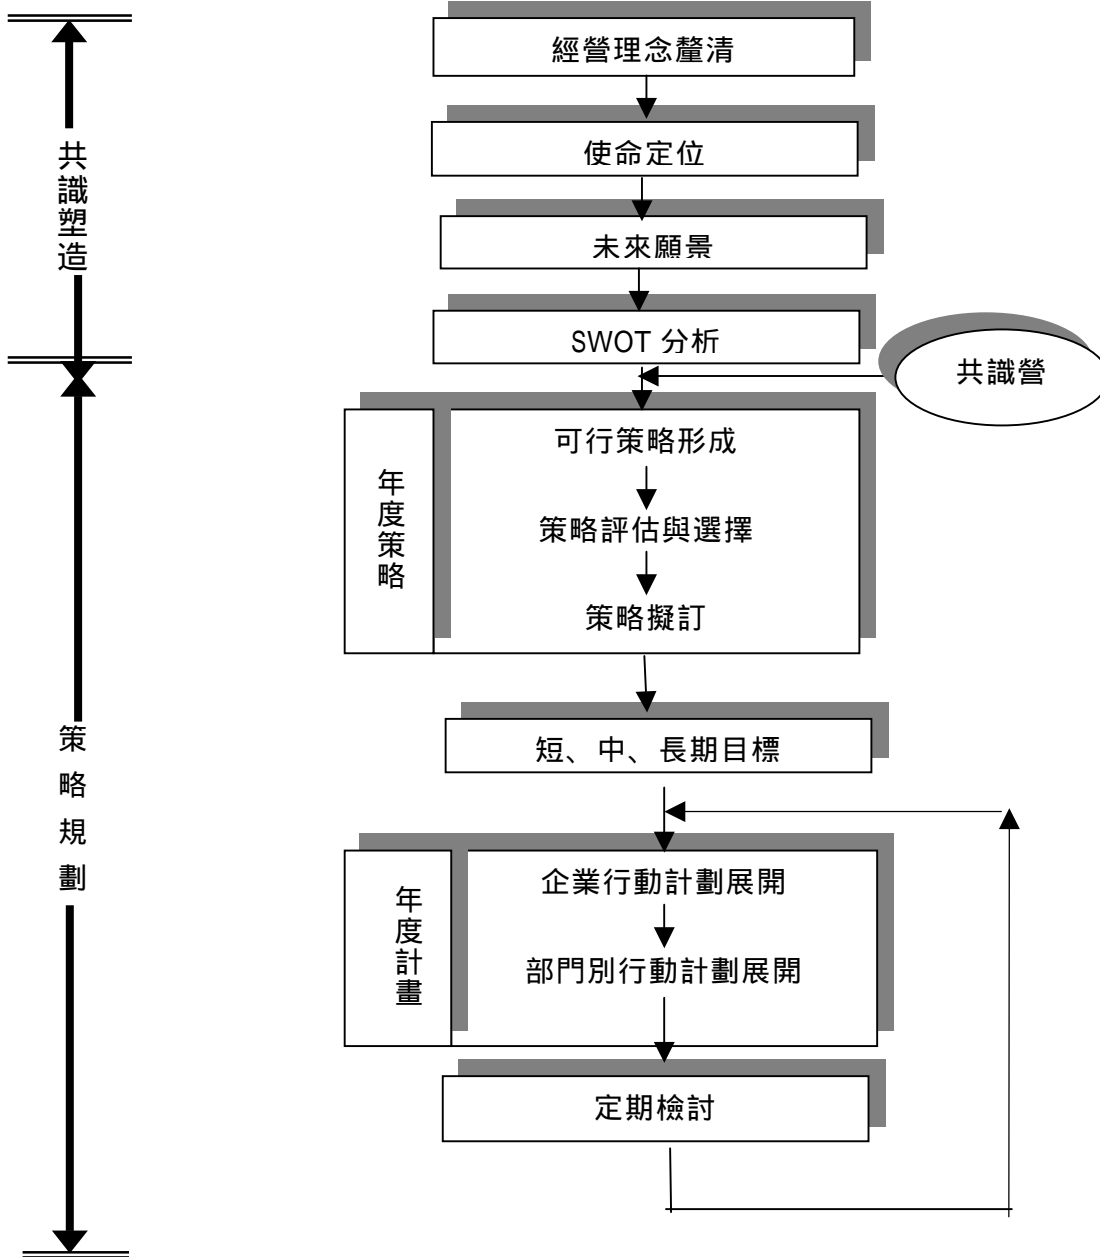 經營理念釐清
使命定位
共識塑造
未來願景
SWOT 分析
共識營
可行策略形成
年度策略
策略評估與選擇
策略擬訂
短、中、長期目標
策略規劃
企業行動計劃展開
年度計畫
部門別行動計劃展開
定期檢討